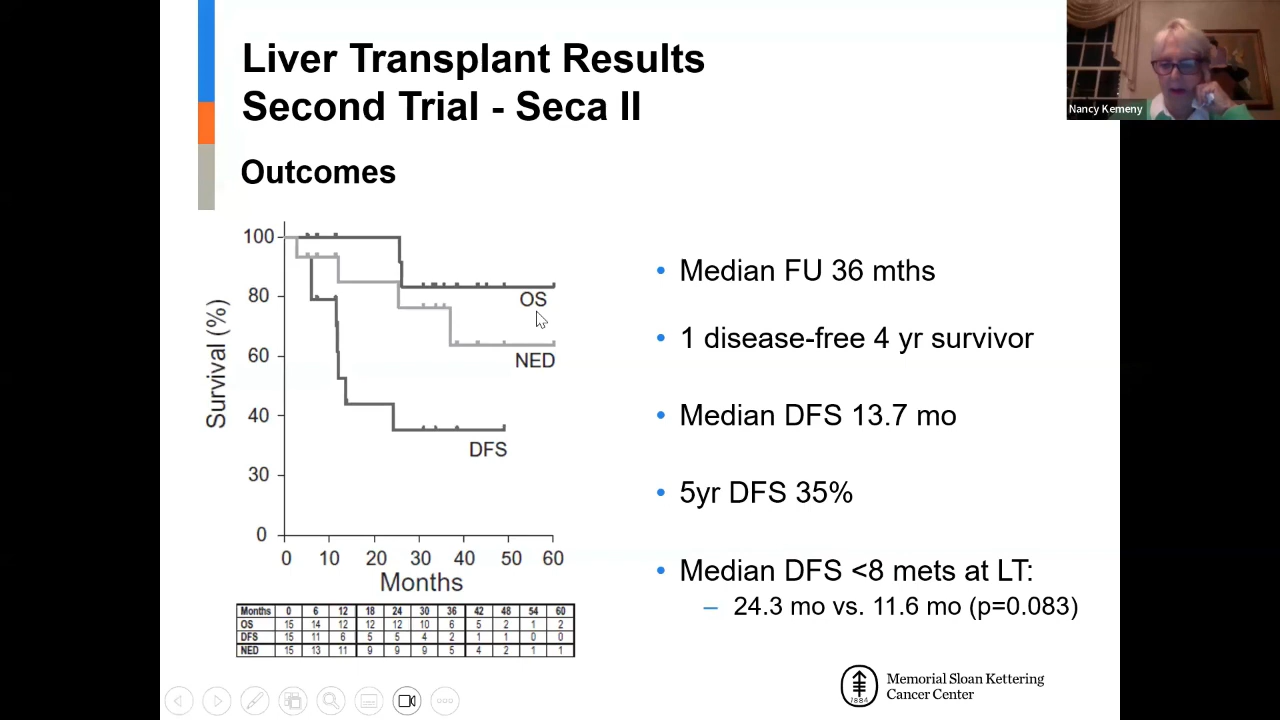 Liver Transplant Results
Second Trial - Seca II
Nancy Kemeny
Outcomes
100
80
60
40
30
0
Survival (%)
OS
NED
DFS
0 10 20 30 40 50 60
Months
Months 0 6 12 18 24 30 36 42 48 54 60
OS 15 14 12 12 12 10 6 5 2 1 2
DFS 15 11 6 5 5 4 2 1 1 0 0
NED 15 13 11 9 9 9 5 4 2 1 1
• Median FU 36 mths
• 1 disease-free 4 yr survivor
• Median DFS 13.7 mo
• 5yr DFS 35%
• Median DFS <8 mets at LT:
– 24.3 mo vs. 11.6 mo (p=0.083)
1884
Memorial Sloan Kettering
Cancer Center